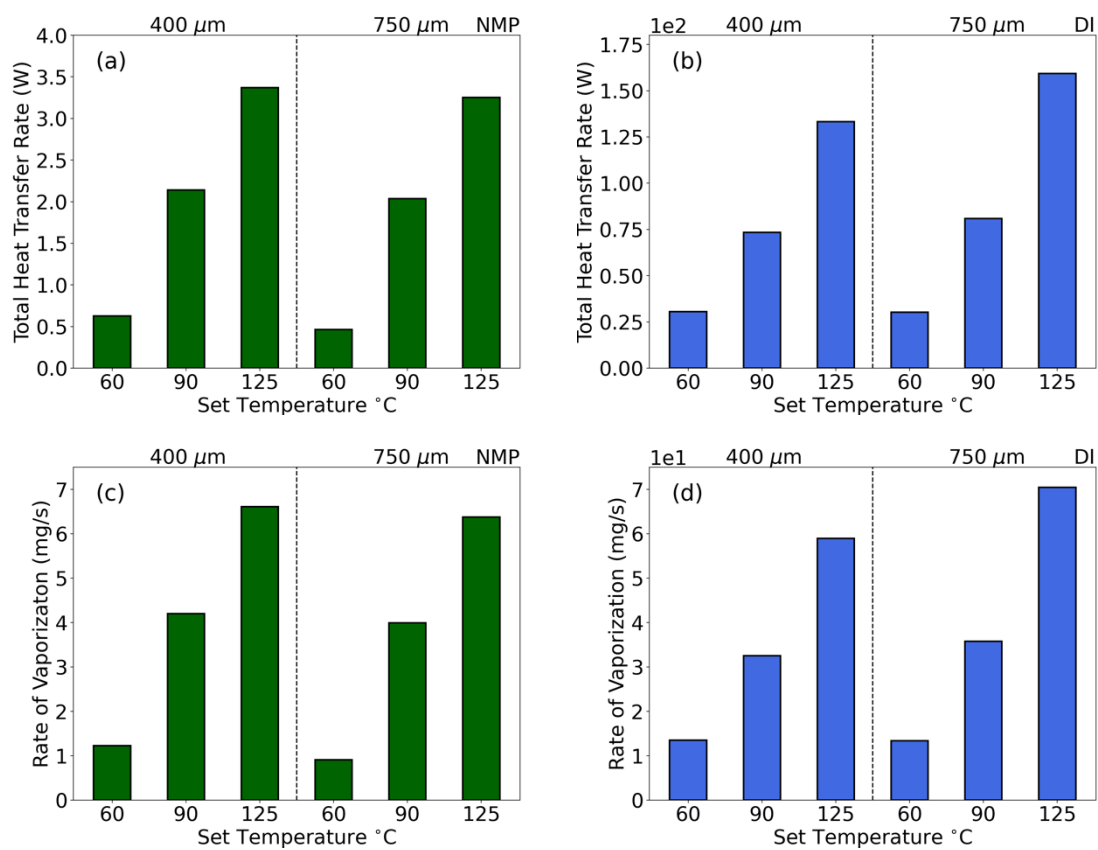 400 μm 750 μm NMP
(a)
Total Heat Transfer Rate (W)
4.0
3.5
3.0
2.5
2.0
1.5
1.0
0.5
0.0
60 90 125 60 90 125
Set Temperature °C
1e2 400 μm 750 μm DI
(b)
Total Heat Transfer Rate (W)
1.75
1.50
1.25
1.00
0.75
0.50
0.25
0.00
60 90 125 60 90 125
Set Temperature °C
400 μm 750 μm NMP
(c)
Rate of Vaporization (mg/s)
7
6
5
4
3
2
1
0
60 90 125 60 90 125
Set Temperature °C
1e1 400 μm 750 μm DI
(d)
Rate of Vaporization (mg/s)
7
6
5
4
3
2
1
0
60 90 125 60 90 125
Set Temperature °C